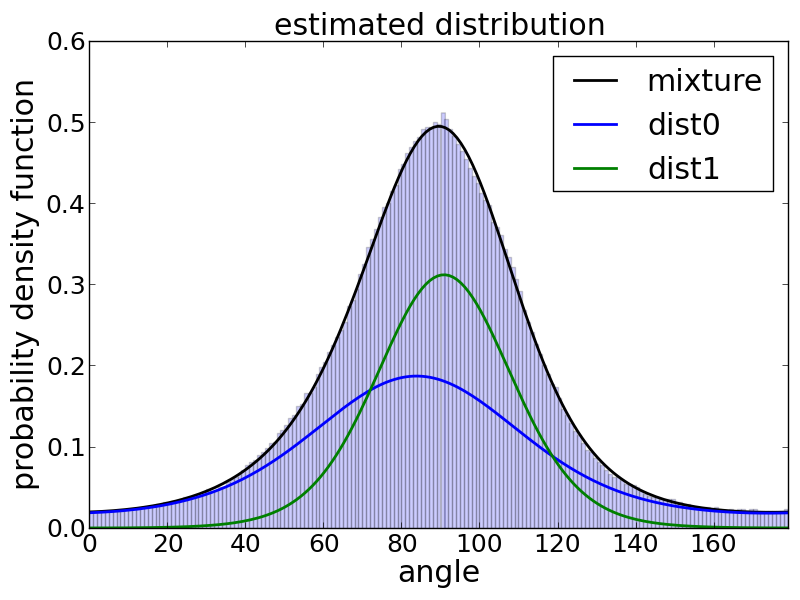 estimated distribution
probability density function
0.6
0.5
0.4
0.3
0.2
0.1
0.0
mixture
dist0
dist1
0 20 40 60 80 100 120 140 160
angle